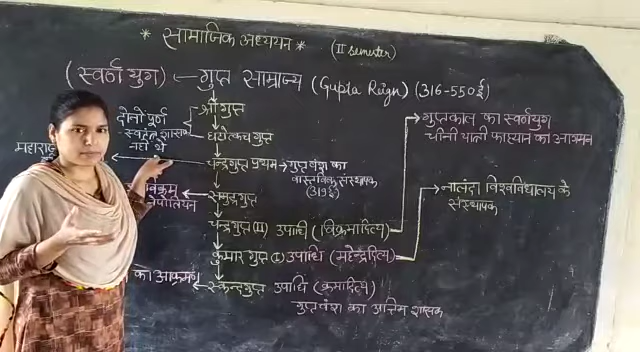 * सामाजिक अध्ययन *
(II semester)
(स्वर्ण युग) ← गुप्त साम्राज्य (Gupta Reign) (316-550ई)
श्री गुप्त
दोनों पूर्ण
स्वतंत्र शासक
नहीं थे
घटोत्कच गुप्त
चन्द्रगुप्त प्रथम → गुप्त वंश का
वास्तविक संस्थापक
(319ई)
समुद्रगुप्त
चन्द्रगुप्त (II) उपाधि (विक्रमादित्य)
गुप्तकाल का स्वर्णयुग
चीनी यात्री फाह्यान का आगमन
कुमार गुप्त (I) उपाधि (महेन्द्रादित्य)
नालंदा विश्वविद्यालय के
संस्थापक
का आक्रमण
स्कन्दगुप्त उपाधि (क्रमादित्य)
गुप्तवंश का अन्तिम शासक